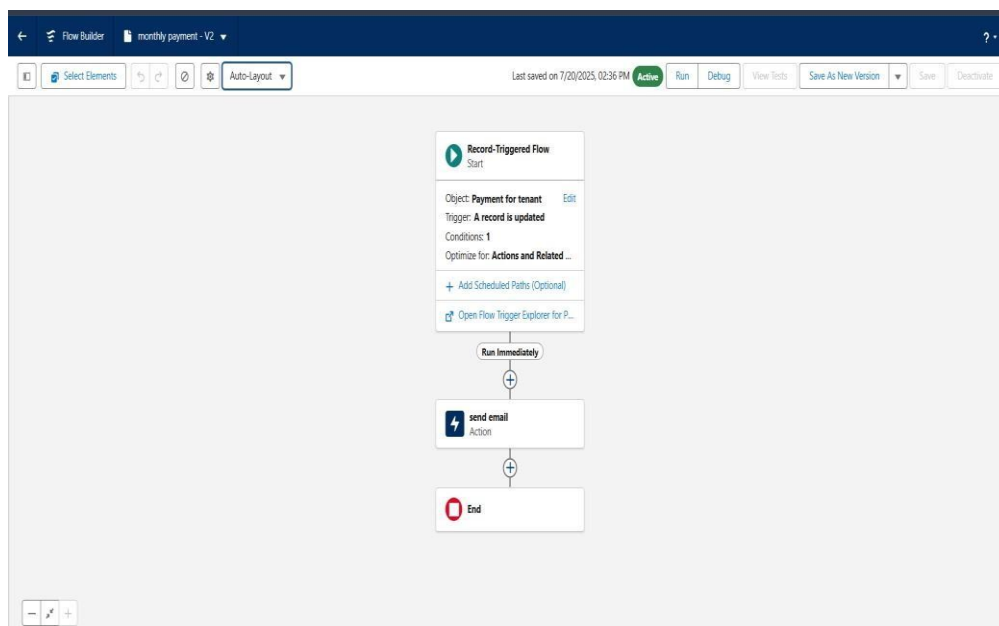 Flow Builder monthly payment - V2 ?
Select Elements Auto-Layout Last saved on 7/20/2025, 02:36 PM Active Run Debug View Tests Save As New Version Save Deactivate
Record-Triggered Flow
Start
Object: Payment for tenant Edit
Trigger: A record is updated
Conditions: 1
Optimize for: Actions and Related ...
+ Add Scheduled Paths (Optional)
Open Flow Trigger Explorer for P...
Run Immediately
send email
Action
End